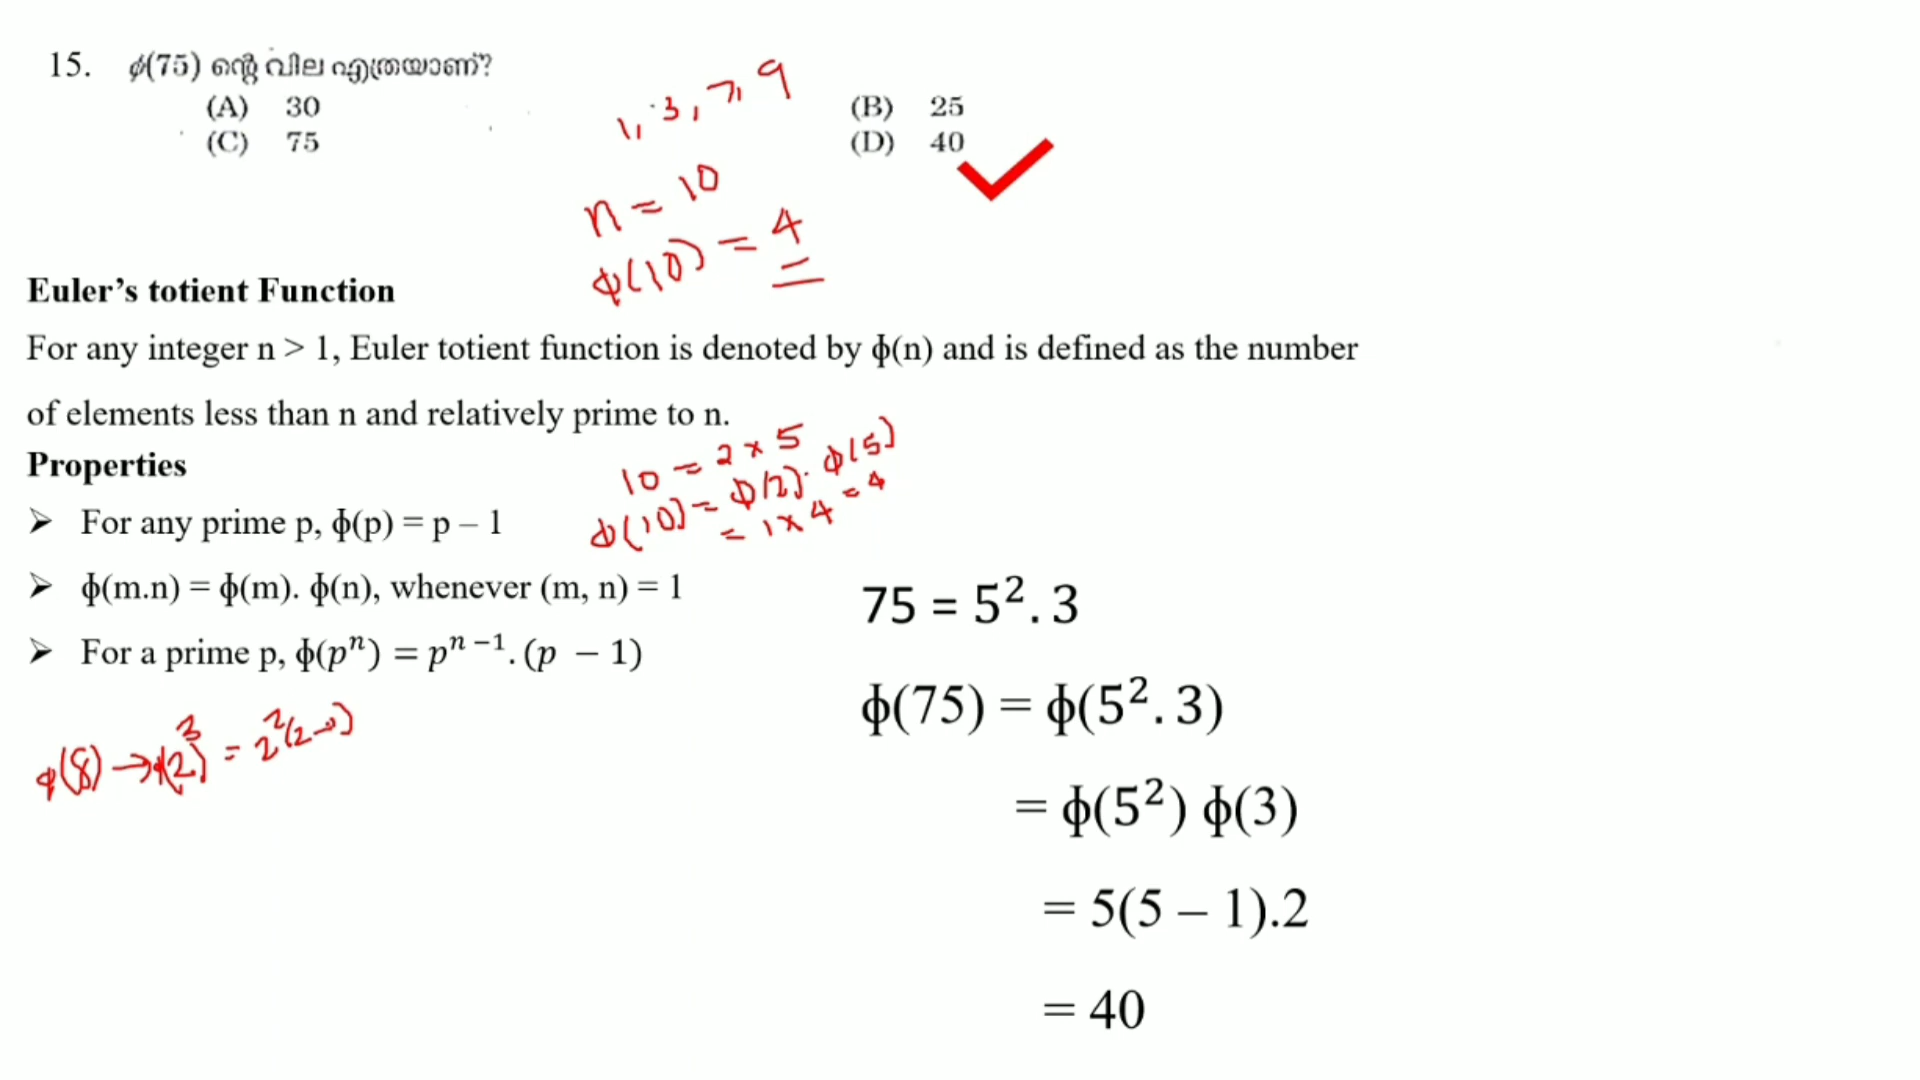 15. ϕ(75) ന്റെ വില എത്രയാണ്?
(A) 30
(B) 25
(C) 75
(D) 40
1, 3, 7, 9
n = 10
ϕ(10) = 4
Euler’s totient Function
For any integer n > 1, Euler totient function is denoted by ϕ(n) and is defined as the number
of elements less than n and relatively prime to n.
Properties
10 = 2 × 5
ϕ(10) = ϕ(2). ϕ(5)
= 1 × 4 = 4
➤ For any prime p, ϕ(p) = p – 1
➤ ϕ(m.n) = ϕ(m). ϕ(n), whenever (m, n) = 1
➤ For a prime p, ϕ(pⁿ) = pⁿ⁻¹. (p − 1)
ϕ(8) → ϕ(2³) = 2²(2-1)
75 = 5². 3
ϕ(75) = ϕ(5². 3)
= ϕ(5²) ϕ(3)
= 5(5 – 1).2
= 40